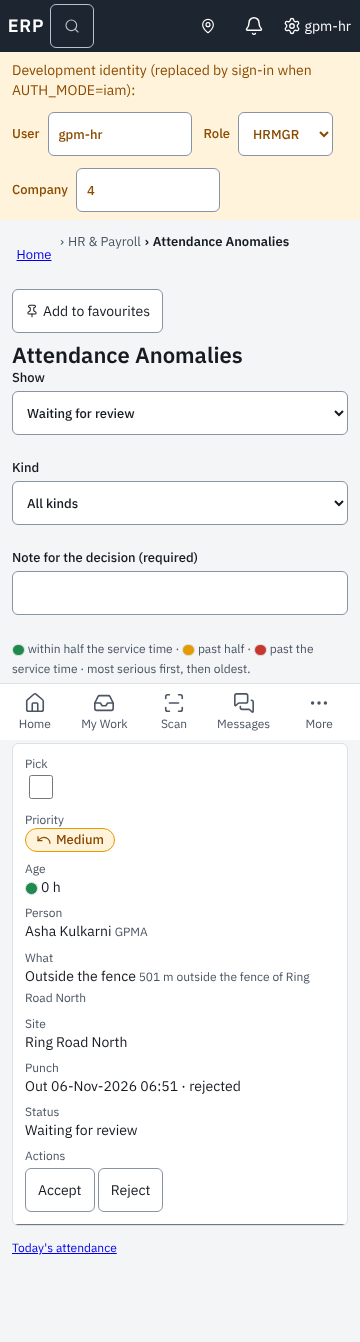 ERP
gpm-hr
Development identity (replaced by sign-in when
AUTH_MODE=iam):
User gpm-hr Role HRMGR
Company 4
Home › HR & Payroll › Attendance Anomalies
Add to favourites
Attendance Anomalies
Show
Waiting for review
Kind
All kinds
Note for the decision (required)
within half the service time · past half · past the
service time · most serious first, then oldest.
Home My Work Scan Messages More
Pick
Priority
Medium
Age
0 h
Person
Asha Kulkarni GPMA
What
Outside the fence 501 m outside the fence of Ring
Road North
Site
Ring Road North
Punch
Out 06-Nov-2026 06:51 · rejected
Status
Waiting for review
Actions
Accept Reject
Today's attendance